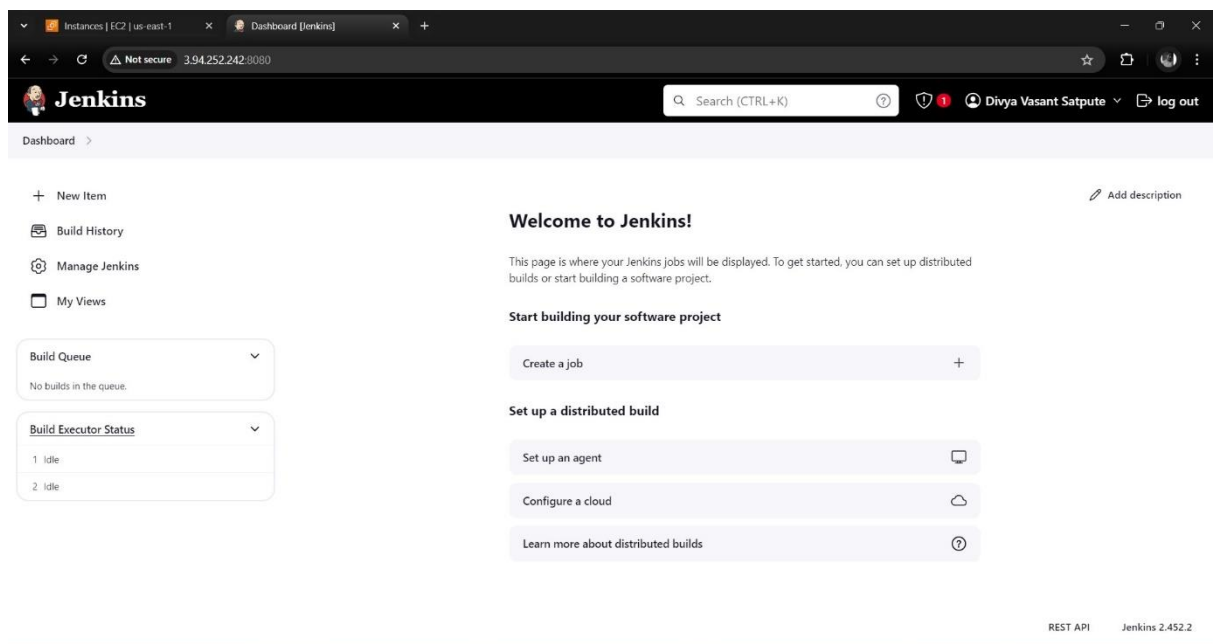 Instances | EC2 | us-east-1
Dashboard [Jenkins]
Not secure 3.94.252.242:8080
Jenkins
Search (CTRL+K)
1
Divya Vasant Satpute
log out
Dashboard
New Item
Build History
Manage Jenkins
My Views
Build Queue
No builds in the queue.
Build Executor Status
1 Idle
2 Idle
Add description
Welcome to Jenkins!
This page is where your Jenkins jobs will be displayed. To get started, you can set up distributed
builds or start building a software project.
Start building your software project
Create a job
Set up a distributed build
Set up an agent
Configure a cloud
Learn more about distributed builds
REST API
Jenkins 2.452.2